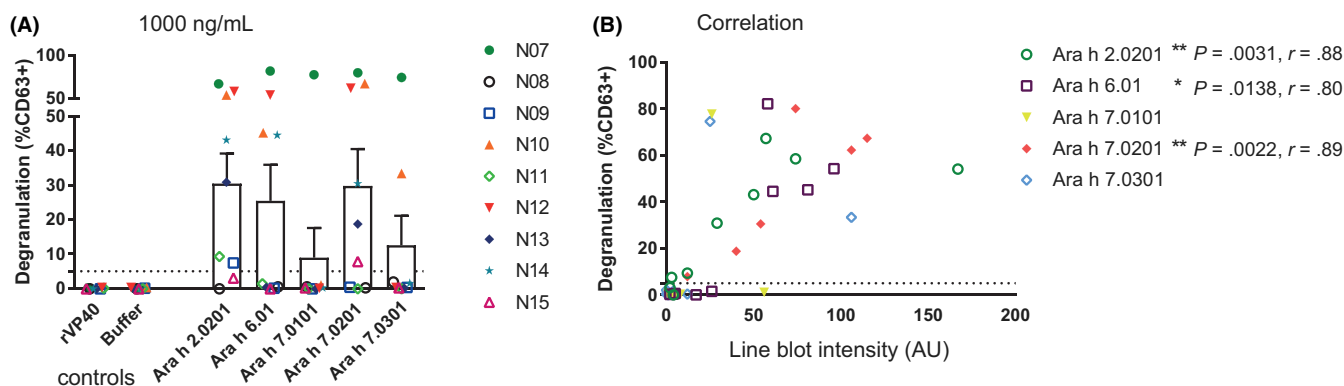 (A) 1000 ng/mL
Degranulation (%CD63+)
100
50
50
40
30
20
10
0
rVP40
Buffer
Ara h 2.0201
Ara h 6.01
Ara h 7.0101
Ara h 7.0201
Ara h 7.0301
controls
N07
N08
N09
N10
N11
N12
N13
N14
N15
(B) Correlation
Degranulation (%CD63+)
100
80
60
40
20
0
0 50 100 150 200
Line blot intensity (AU)
Ara h 2.0201 ** P = .0031, r = .88
Ara h 6.01 * P = .0138, r = .80
Ara h 7.0101
Ara h 7.0201 ** P = .0022, r = .89
Ara h 7.0301